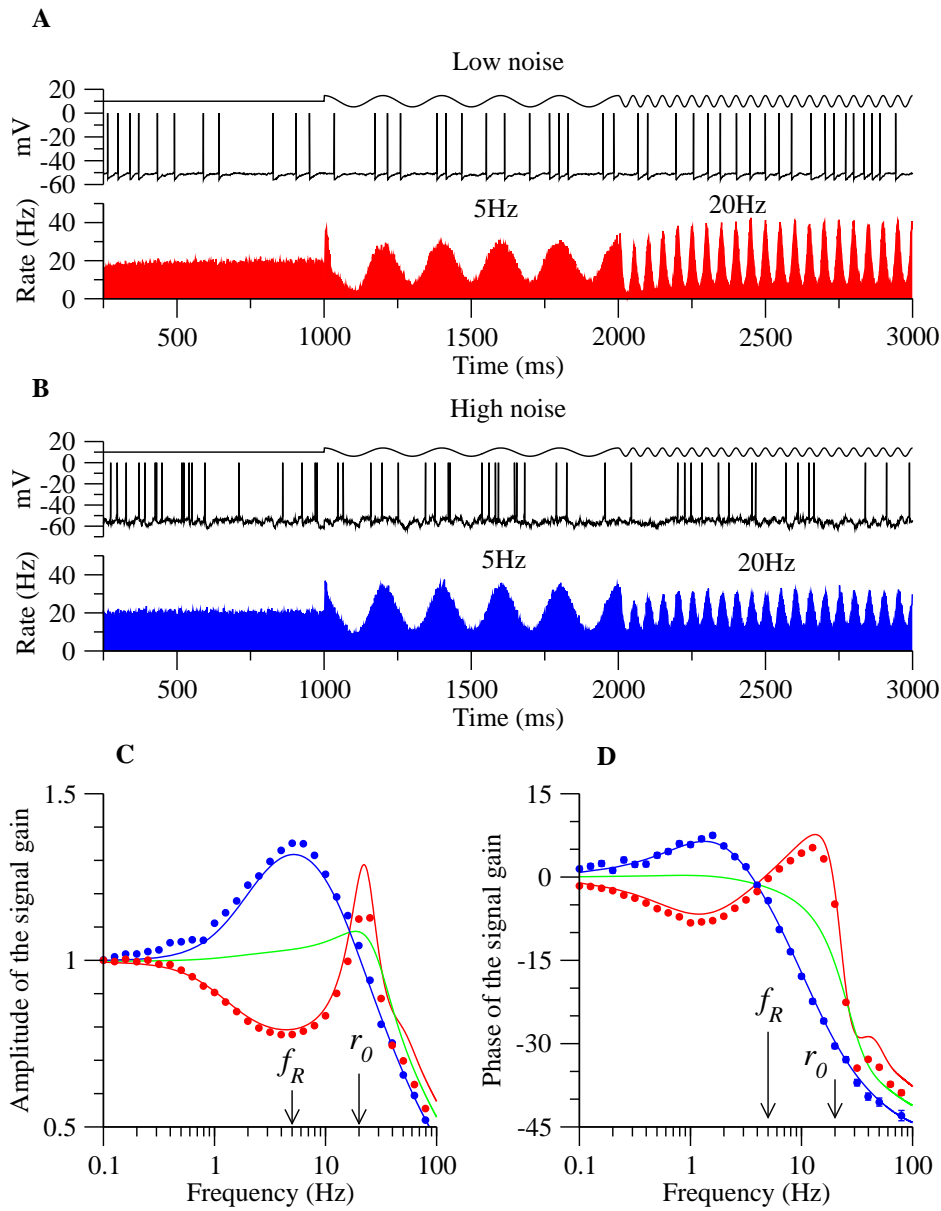 A
Low noise
20
0
-20
-40
-60
mV
5Hz
20Hz
40
20
0
Rate (Hz)
500
1000
1500
2000
2500
3000
Time (ms)
B
High noise
20
0
-20
-40
-60
mV
5Hz
20Hz
40
20
0
Rate (Hz)
500
1000
1500
2000
2500
3000
Time (ms)
C
1.5
1
0.5
Amplitude of the signal gain
f_R
r_0
0.1
1
10
100
Frequency (Hz)
D
15
0
-15
-30
-45
Phase of the signal gain
f_R
r_0
0.1
1
10
100
Frequency (Hz)